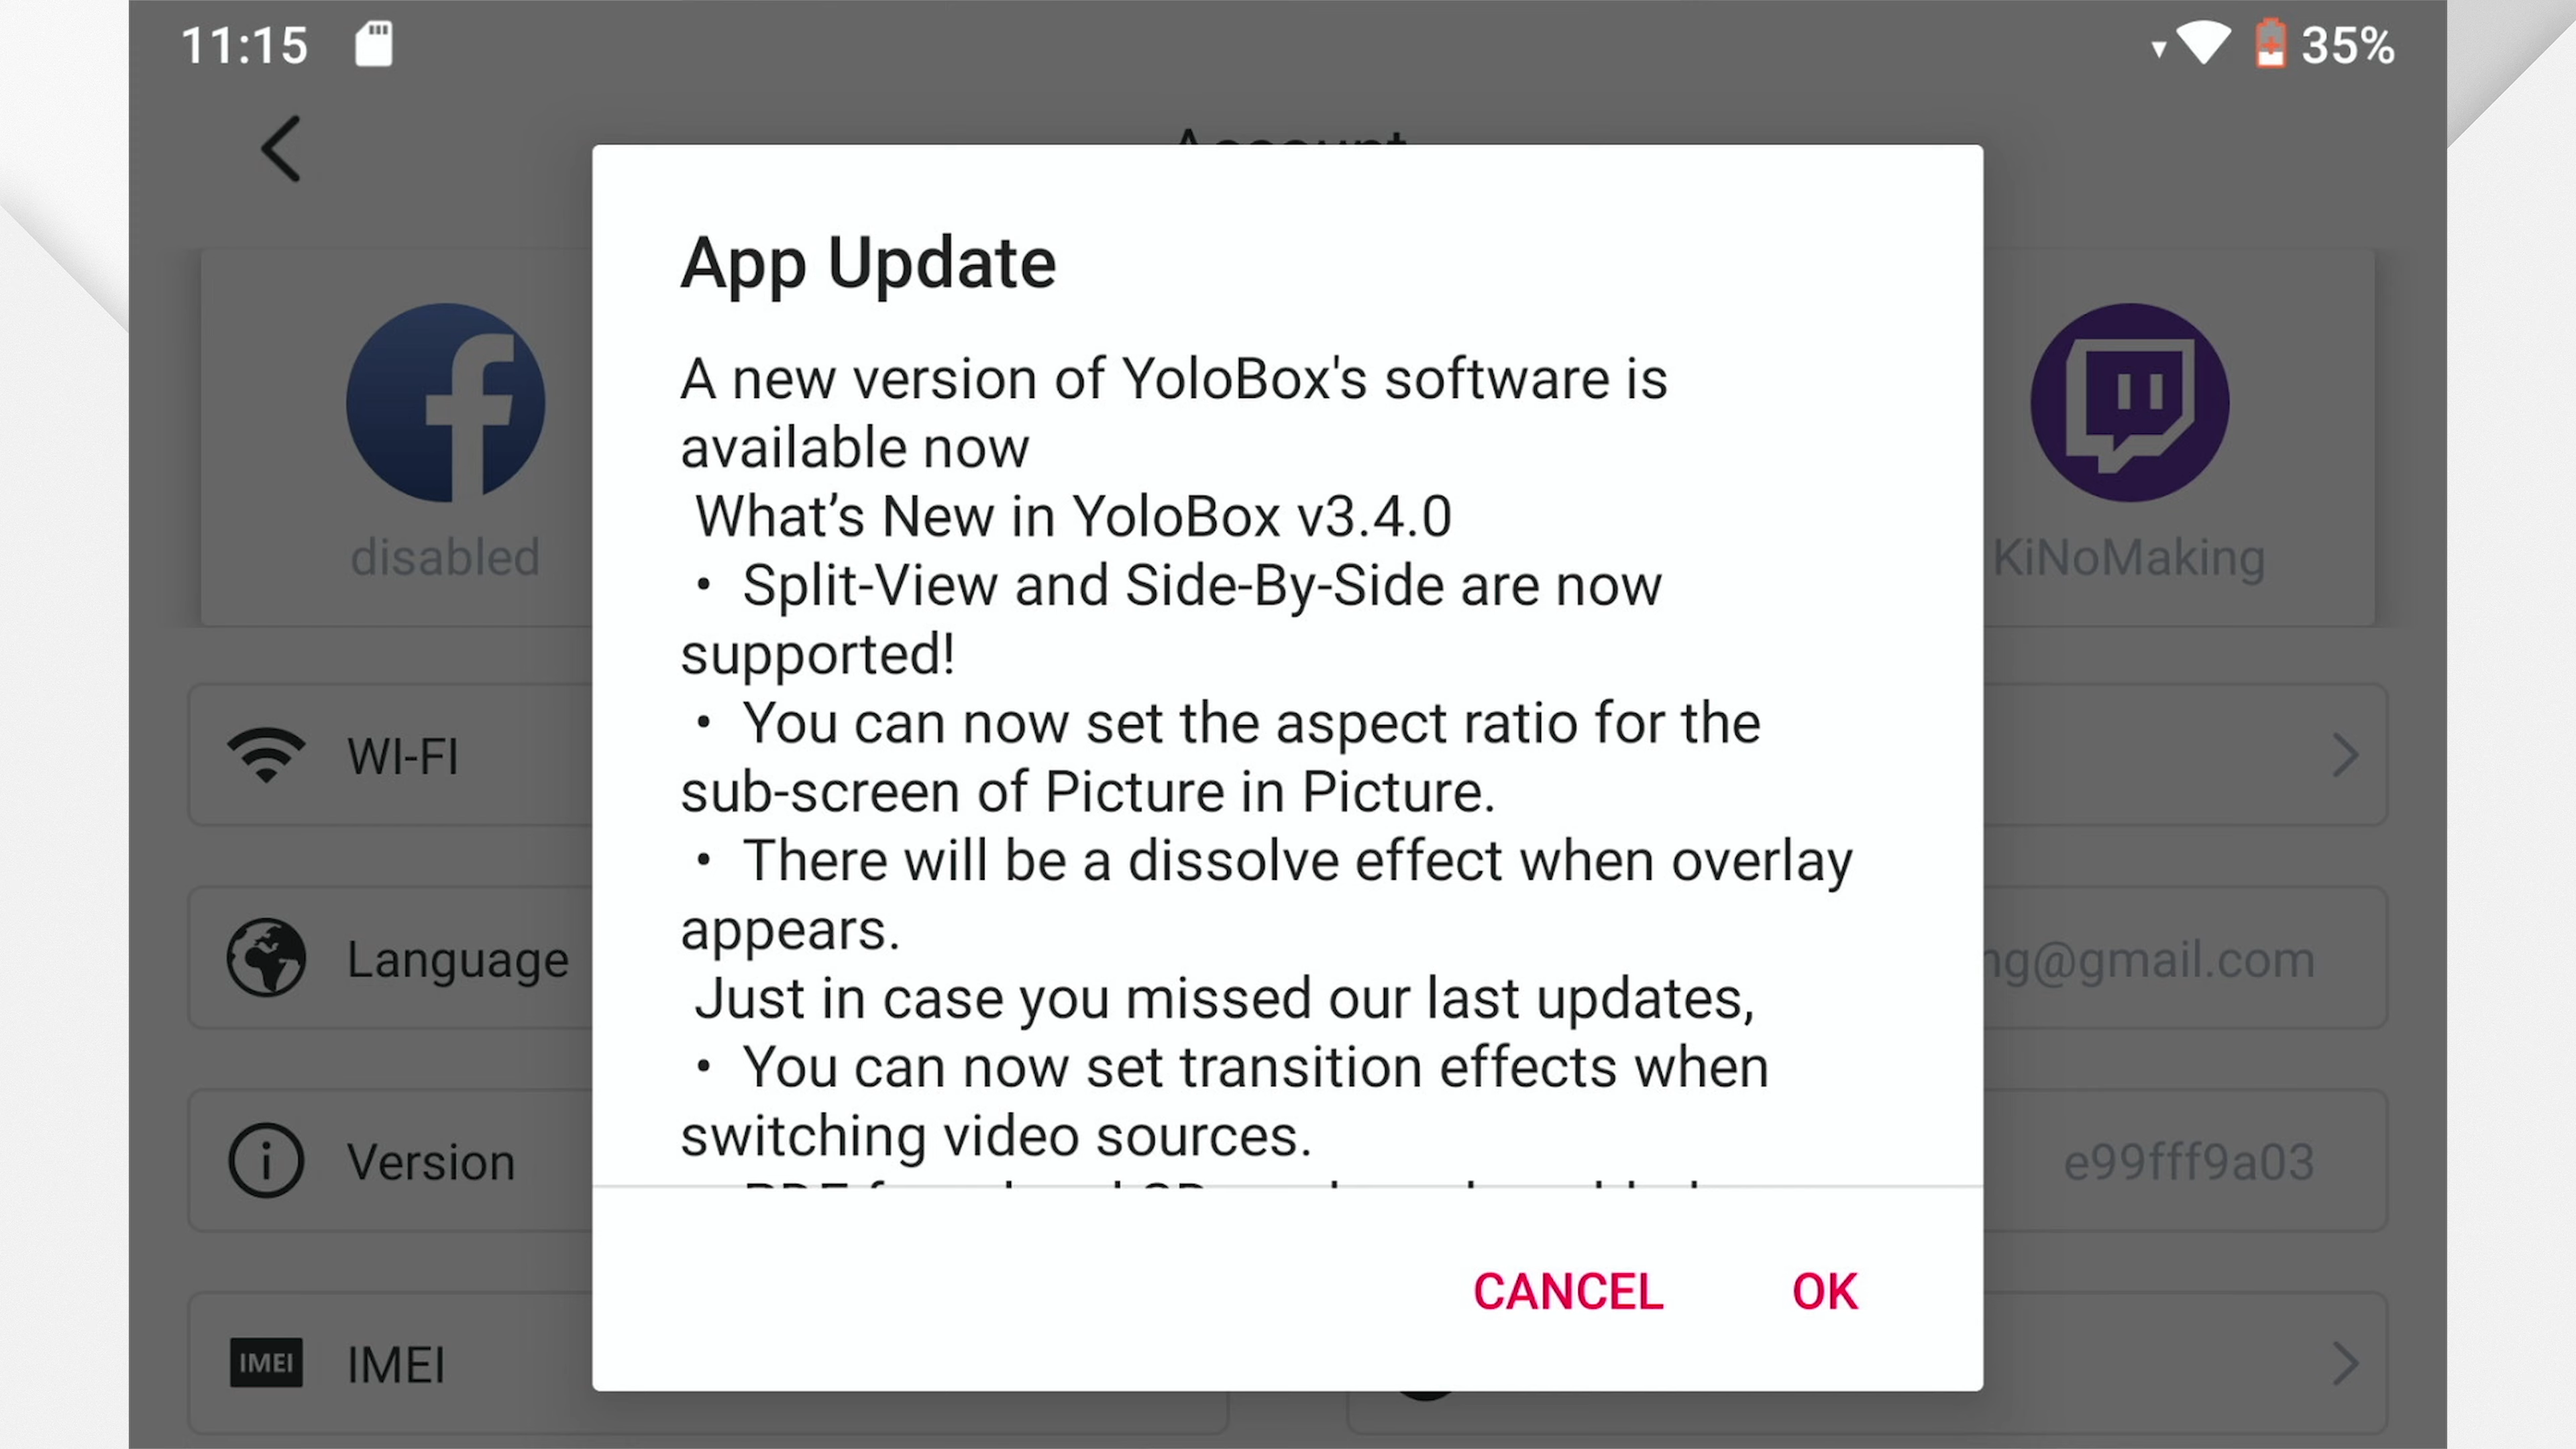 11:15
35%
Account
App Update
A new version of YoloBox's software is
available now
What’s New in YoloBox v3.4.0
• Split-View and Side-By-Side are now
supported!
• You can now set the aspect ratio for the
sub-screen of Picture in Picture.
• There will be a dissolve effect when overlay
appears.
Just in case you missed our last updates,
• You can now set transition effects when
switching video sources.
CANCEL
OK
disabled
KiNoMaking
WI-FI
Language
ng@gmail.com
Version
e99fff9a03
IMEI
IMEI